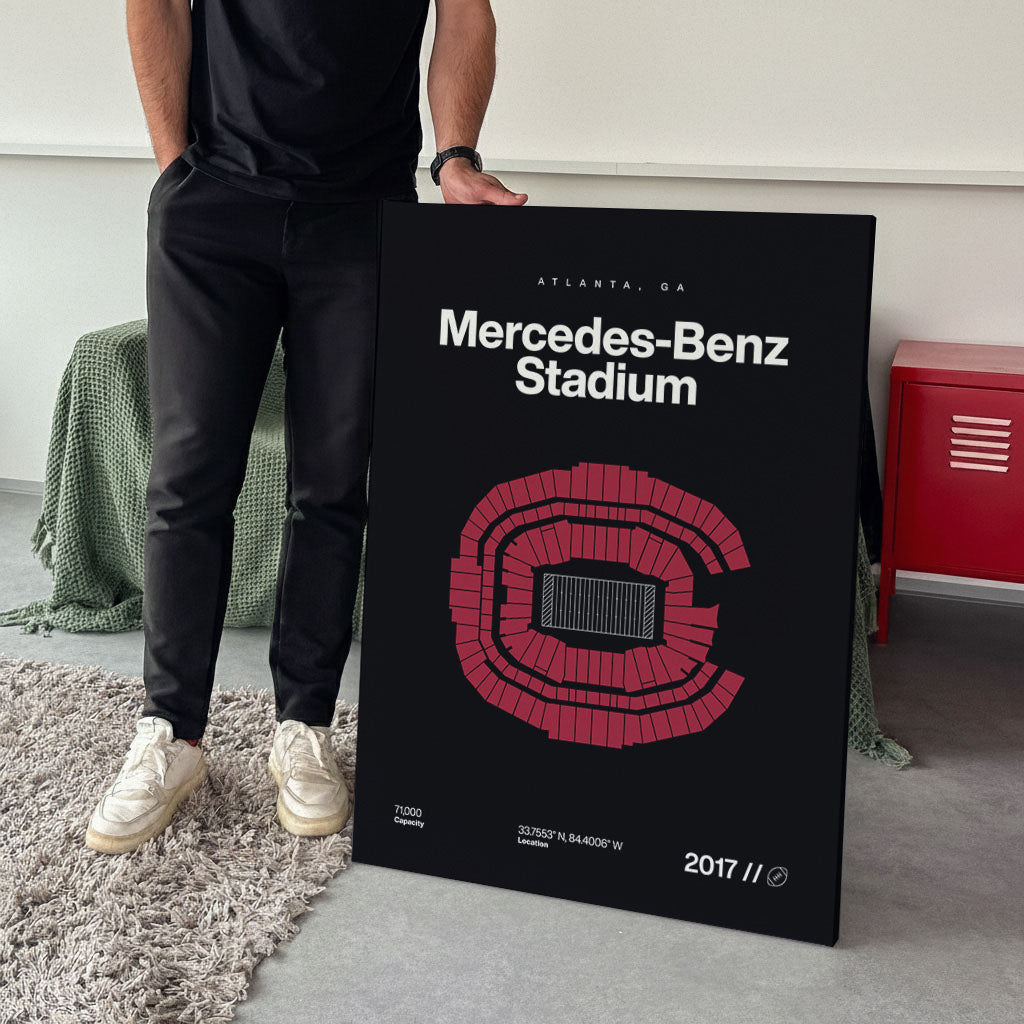 ATLANTA, GA
Mercedes-Benz
Stadium
71,000
Capacity
33.7553° N, 84.4006° W
Location
2017 //